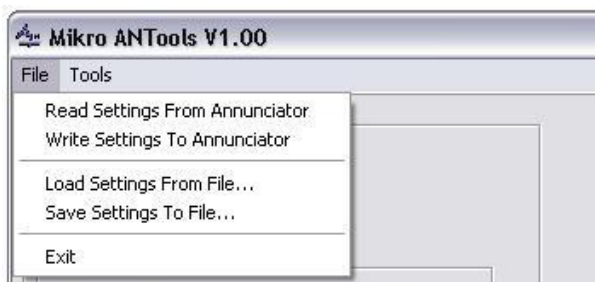 Mikro ANTools V1.00
File Tools
Read Settings From Annunciator
Write Settings To Annunciator
Load Settings From File...
Save Settings To File...
Exit